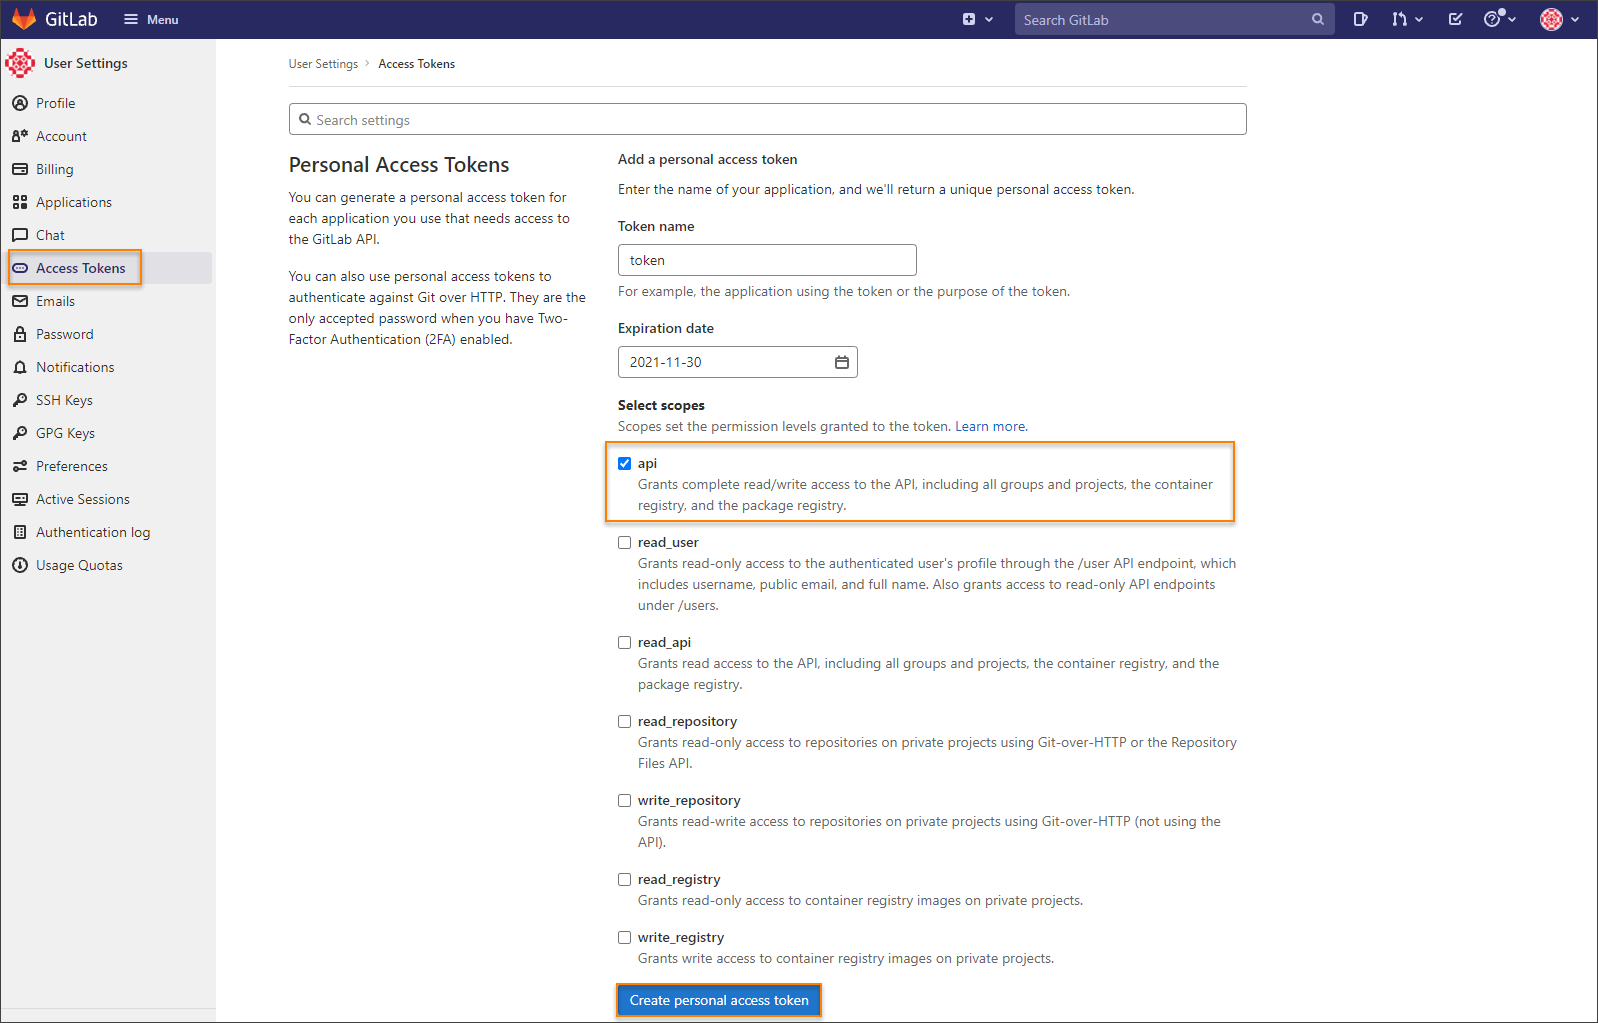 GitLab
Menu
Search GitLab
User Settings
Profile
Account
Billing
Applications
Chat
Access Tokens
Emails
Password
Notifications
SSH Keys
GPG Keys
Preferences
Active Sessions
Authentication log
Usage Quotas
User Settings › Access Tokens
Search settings
Personal Access Tokens
You can generate a personal access token for
each application you use that needs access to
the GitLab API.
You can also use personal access tokens to
authenticate against Git over HTTP. They are the
only accepted password when you have Two-
Factor Authentication (2FA) enabled.
Add a personal access token
Enter the name of your application, and we'll return a unique personal access token.
Token name
token
For example, the application using the token or the purpose of the token.
Expiration date
2021-11-30
Select scopes
Scopes set the permission levels granted to the token. Learn more.
api
Grants complete read/write access to the API, including all groups and projects, the container
registry, and the package registry.
read_user
Grants read-only access to the authenticated user's profile through the /user API endpoint, which
includes username, public email, and full name. Also grants access to read-only API endpoints
under /users.
read_api
Grants read access to the API, including all groups and projects, the container registry, and the
package registry.
read_repository
Grants read-only access to repositories on private projects using Git-over-HTTP or the Repository
Files API.
write_repository
Grants read-write access to repositories on private projects using Git-over-HTTP (not using the
API).
read_registry
Grants read-only access to container registry images on private projects.
write_registry
Grants write access to container registry images on private projects.
Create personal access token